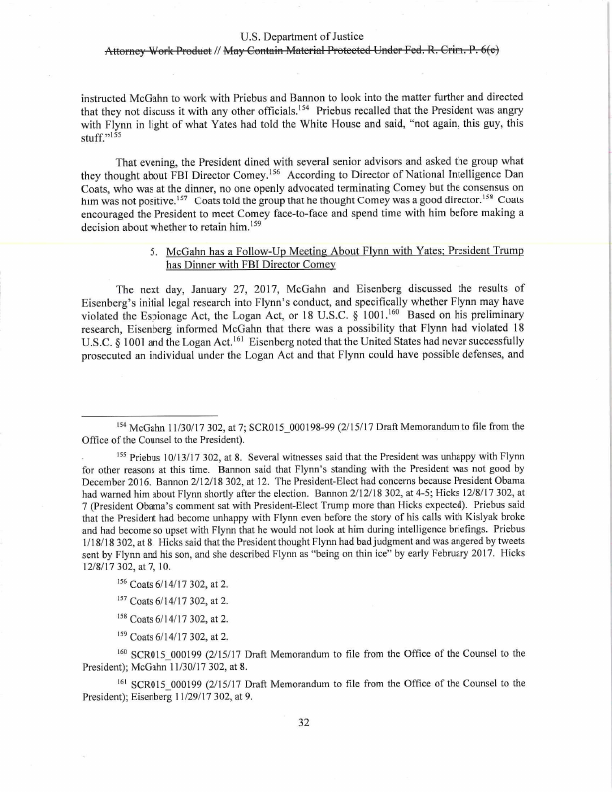 U.S. Department of Justice
Attorney Work Product // May Contain Material Protected Under Fed. R. Crim. P. 6(e)
instructed McGahn to work with Priebus and Bannon to look into the matter further and directed
that they not discuss it with any other officials.154 Priebus recalled that the President was angry
with Flynn in light of what Yates had told the White House and said, "not again, this guy, this
stuff."155
That evening, the President dined with several senior advisors and asked the group what
they thought about FBI Director Comey.156 According to Director of National Intelligence Dan
Coats, who was at the dinner, no one openly advocated terminating Comey but the consensus on
him was not positive.157 Coats told the group that he thought Comey was a good director.158 Coats
encouraged the President to meet Comey face-to-face and spend time with him before making a
decision about whether to retain him.159
5. McGahn has a Follow-Up Meeting About Flynn with Yates; President Trump
has Dinner with FBI Director Comey
The next day, January 27, 2017, McGahn and Eisenberg discussed the results of
Eisenberg's initial legal research into Flynn's conduct, and specifically whether Flynn may have
violated the Espionage Act, the Logan Act, or 18 U.S.C. § 1001.160 Based on his preliminary
research, Eisenberg informed McGahn that there was a possibility that Flynn had violated 18
U.S.C. § 1001 and the Logan Act.161 Eisenberg noted that the United States had never successfully
prosecuted an individual under the Logan Act and that Flynn could have possible defenses, and
154 McGahn 11/30/17 302, at 7; SCR015_000198-99 (2/15/17 Draft Memorandum to file from the
Office of the Counsel to the President).
155 Priebus 10/13/17 302, at 8. Several witnesses said that the President was unhappy with Flynn
for other reasons at this time. Bannon said that Flynn's standing with the President was not good by
December 2016. Bannon 2/12/18 302, at 12. The President-Elect had concerns because President Obama
had warned him about Flynn shortly after the election. Bannon 2/12/18 302, at 4-5; Hicks 12/8/17 302, at
7 (President Obama's comment sat with President-Elect Trump more than Hicks expected). Priebus said
that the President had become unhappy with Flynn even before the story of his calls with Kislyak broke
and had become so upset with Flynn that he would not look at him during intelligence briefings. Priebus
1/18/18 302, at 8 Hicks said that the President thought Flynn had bad judgment and was angered by tweets
sent by Flynn and his son, and she described Flynn as "being on thin ice" by early February 2017. Hicks
12/8/17 302, at 7, 10.
156 Coats 6/14/17 302, at 2.
157 Coats 6/14/17 302, at 2.
158 Coats 6/14/17 302, at 2.
159 Coats 6/14/17 302, at 2.
160 SCR015_000199 (2/15/17 Draft Memorandum to file from the Office of the Counsel to the
President); McGahn 11/30/17 302, at 8.
161 SCR015_000199 (2/15/17 Draft Memorandum to file from the Office of the Counsel to the
President); Eisenberg 11/29/17 302, at 9.
32